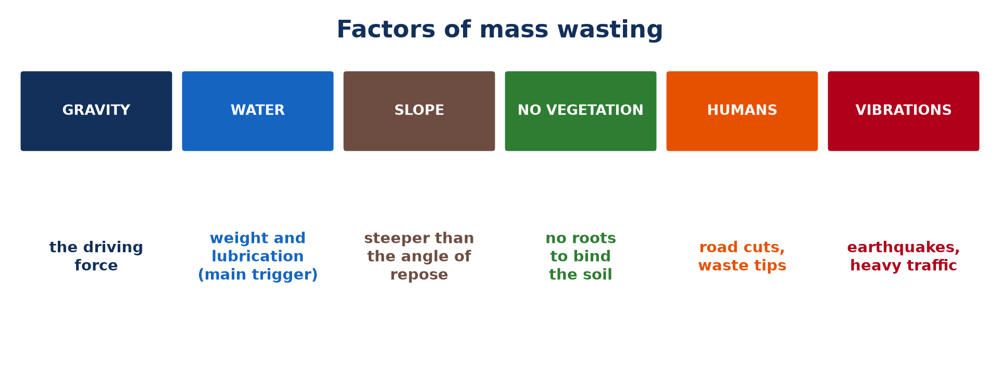 Factors of mass wasting
GRAVITY
WATER
SLOPE
NO VEGETATION
HUMANS
VIBRATIONS
the driving
force
weight and
lubrication
(main trigger)
steeper than
the angle of
repose
no roots
to bind
the soil
road cuts,
waste tips
earthquakes,
heavy traffic